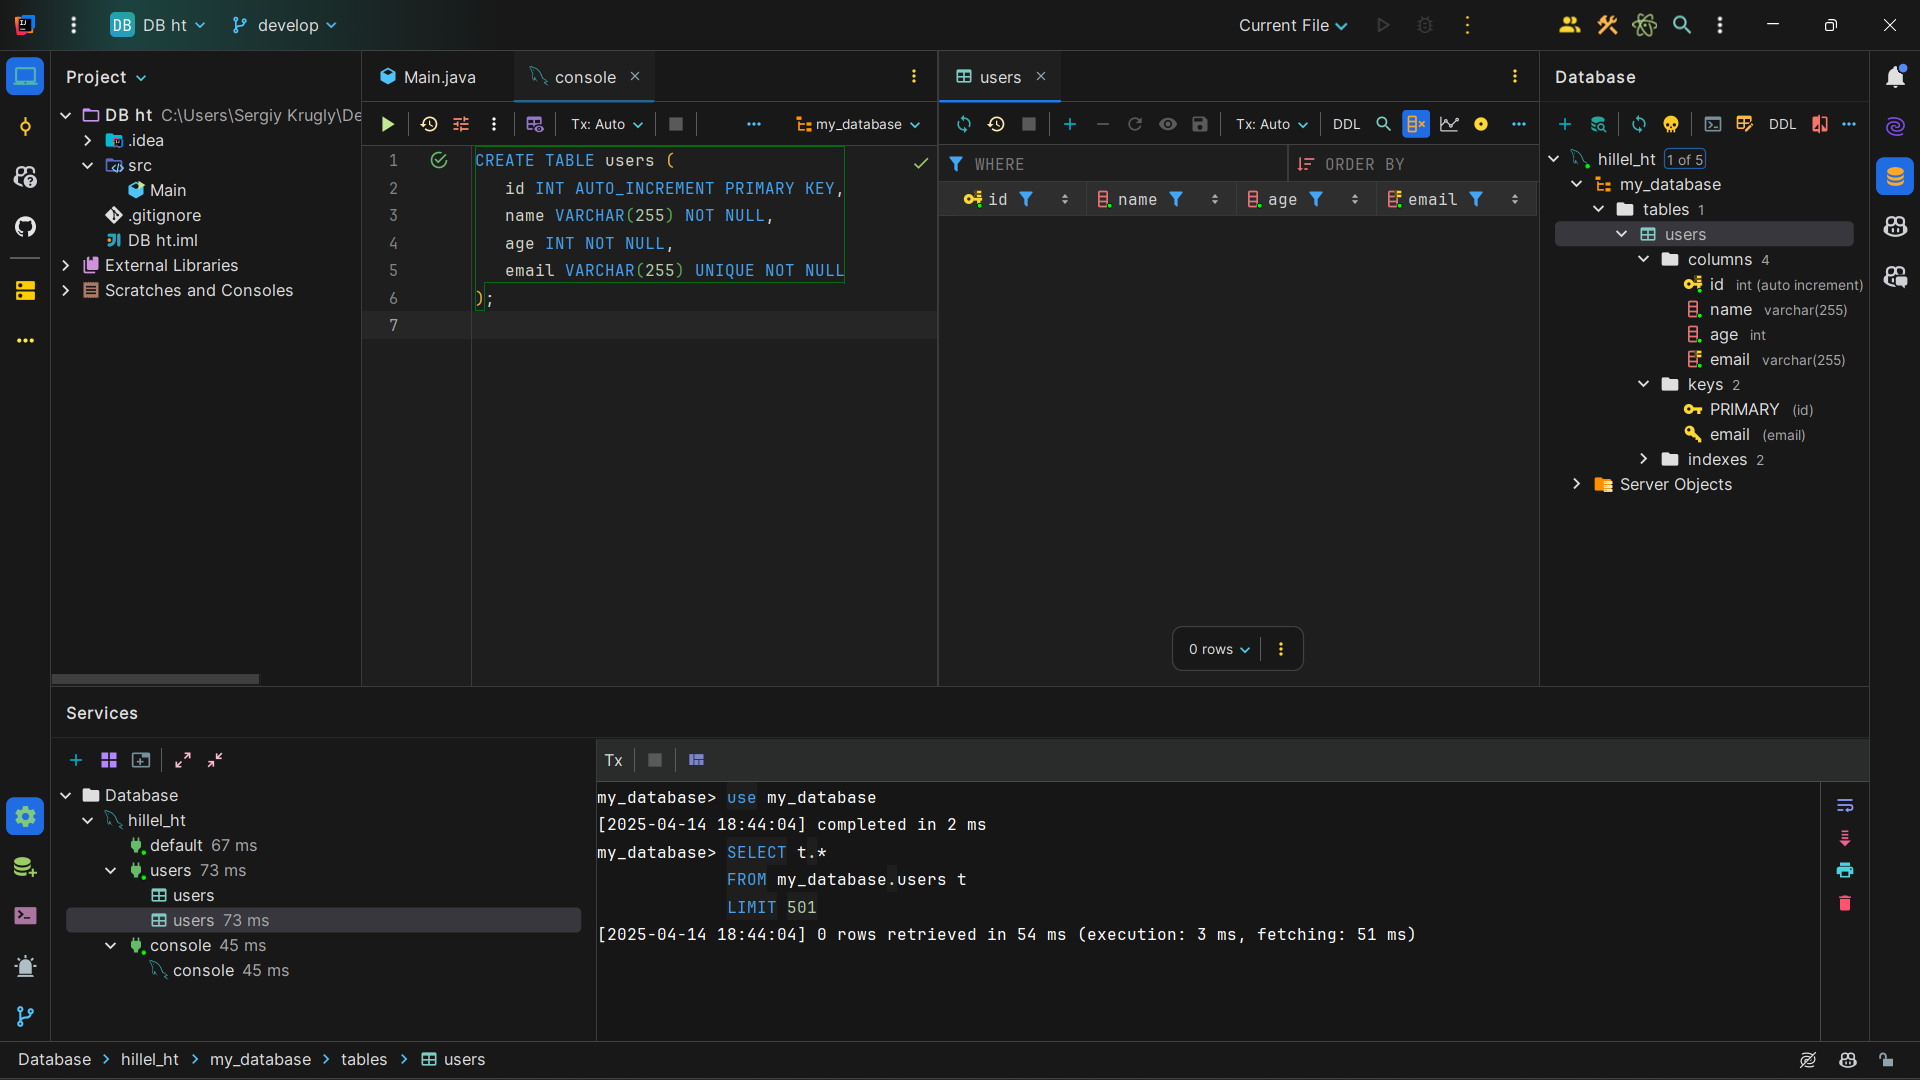 DB DB ht develop Current File
Project
DB ht C:\Users\Sergiy Krugly\De
.idea
src
Main
.gitignore
DB ht.iml
External Libraries
Scratches and Consoles
Main.java console
Tx: Auto my_database
1 CREATE TABLE users (
2 id INT AUTO_INCREMENT PRIMARY KEY,
3 name VARCHAR(255) NOT NULL,
4 age INT NOT NULL,
5 email VARCHAR(255) UNIQUE NOT NULL
6 );
7
users
Tx: Auto DDL
WHERE ORDER BY
id name age email
0 rows
Database
DDL
hillel_ht 1 of 5
my_database
tables 1
users
columns 4
id int (auto increment)
name varchar(255)
age int
email varchar(255)
keys 2
PRIMARY (id)
email (email)
indexes 2
Server Objects
Services
Database
hillel_ht
default 67 ms
users 73 ms
users
users 73 ms
console 45 ms
console 45 ms
Tx
my_database> use my_database
[2025-04-14 18:44:04] completed in 2 ms
my_database> SELECT t.*
FROM my_database.users t
LIMIT 501
[2025-04-14 18:44:04] 0 rows retrieved in 54 ms (execution: 3 ms, fetching: 51 ms)
Database > hillel_ht > my_database > tables > users